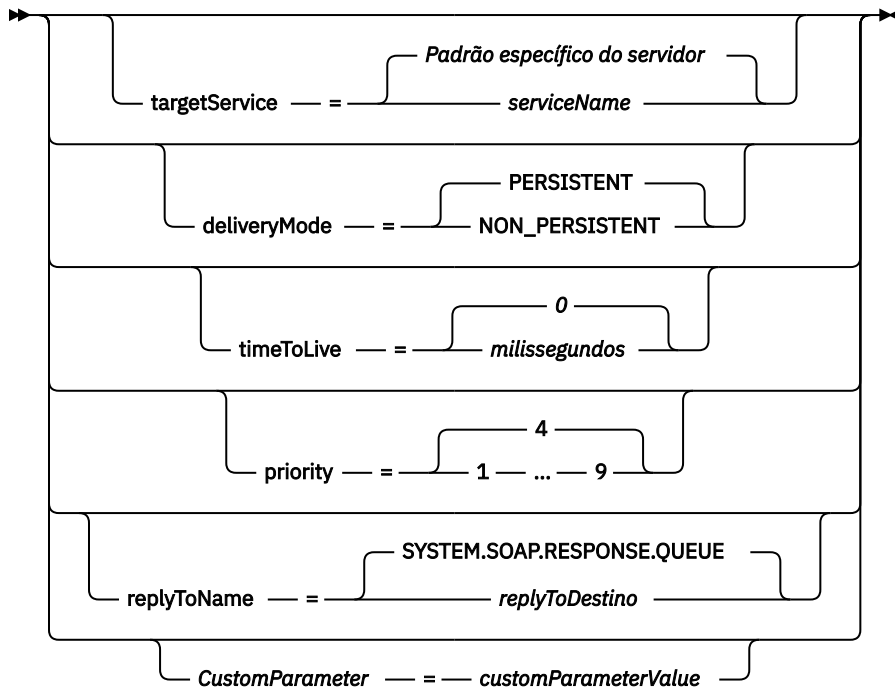 Padrão específico do servidor
targetService = serviceName
PERSISTENT
deliveryMode = NON_PERSISTENT
0
timeToLive = milissegundos
4
priority = 1 ... 9
SYSTEM.SOAP.RESPONSE.QUEUE
replyToName = replyToDestino
CustomParameter = customParameterValue